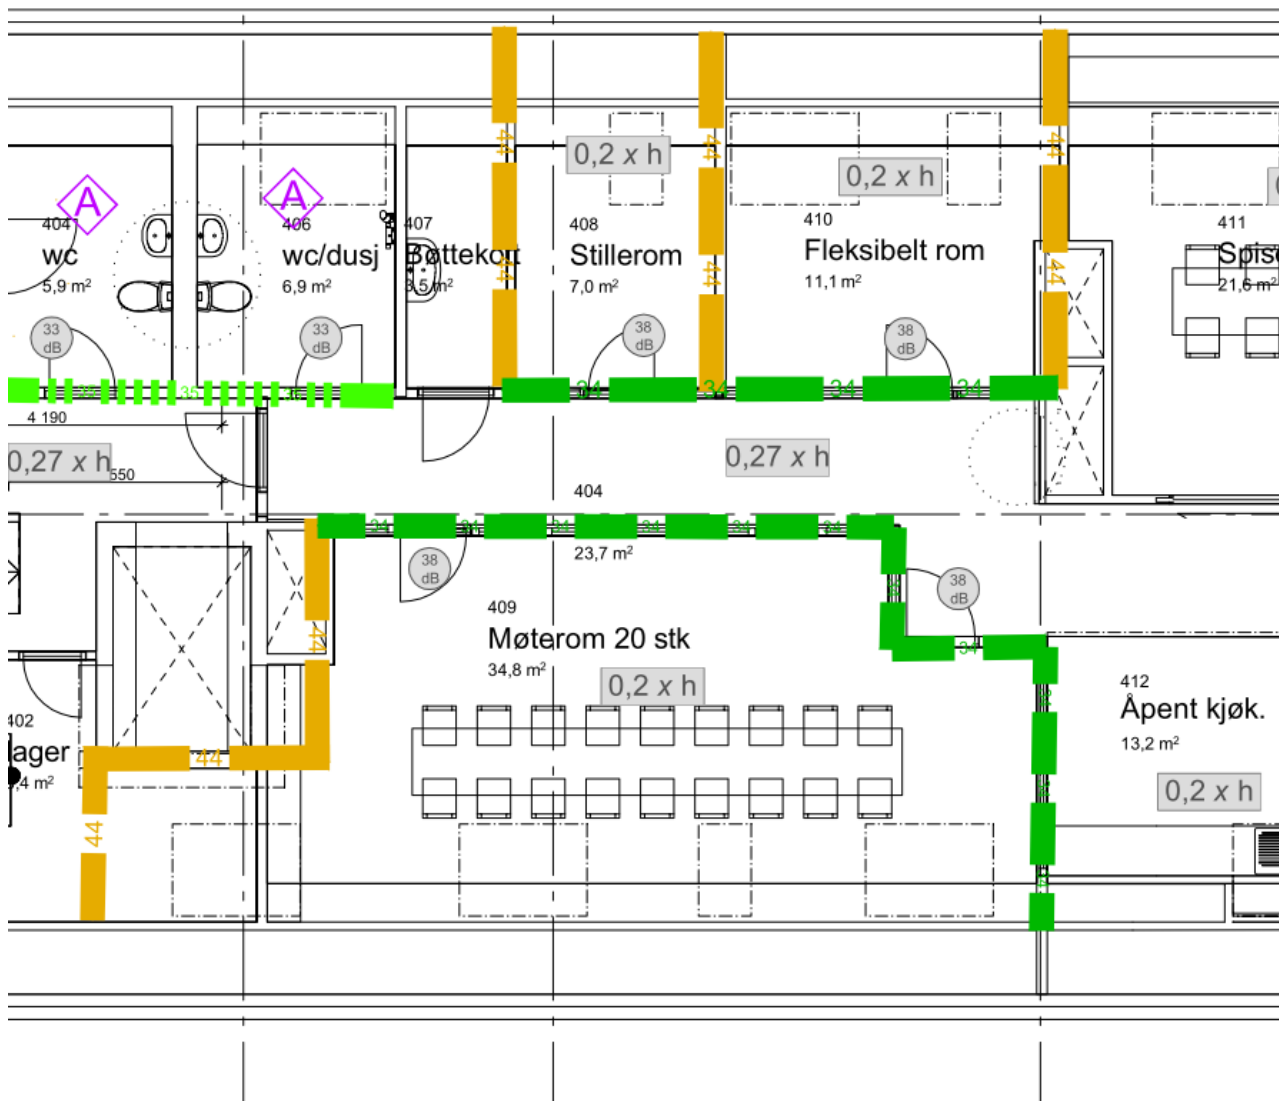 44
44
44
0,2 x h
0,2 x h
A
A
404
wc
5,9 m²
406
wc/dusj
6,9 m²
407
Bøttekott
3,5 m²
408
Stillerom
7,0 m²
410
Fleksibelt rom
11,1 m²
411
21,6 m²
44
44
44
33
dB
33
dB
38
dB
38
dB
35
35
34
34
34
34
4 190
0,27 x h
550
0,27 x h
404
23,7 m²
34
34
34
34
34
34
38
dB
38
dB
409
Møterom 20 stk
34,8 m²
0,2 x h
44
34
412
Åpent kjøk.
13,2 m²
0,2 x h
402
lager
44
44